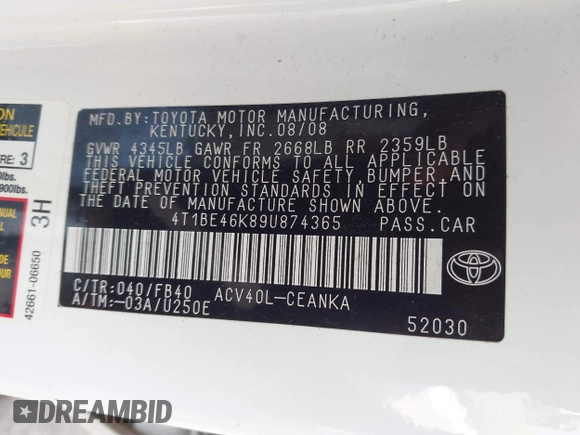 MFD.BY:TOYOTA MOTOR MANUFACTURING,
KENTUCKY, INC. 08/08
GVWR 4345LB GAWR FR 2668LB RR 2359LB
THIS VEHICLE CONFORMS TO ALL APPLICABLE
FEDERAL MOTOR VEHICLE SAFETY, BUMPER, AND
THEFT PREVENTION STANDARDS IN EFFECT ON
THE DATE OF MANUFACTURE SHOWN ABOVE.
4T1BE46K89U874365 PASS.CAR
C/TR:040/FB40 ACV40L-CEANKA
A/TM:-03A/U250E
52030
3
900lbs.
3H
42661-06650
DREAMBID